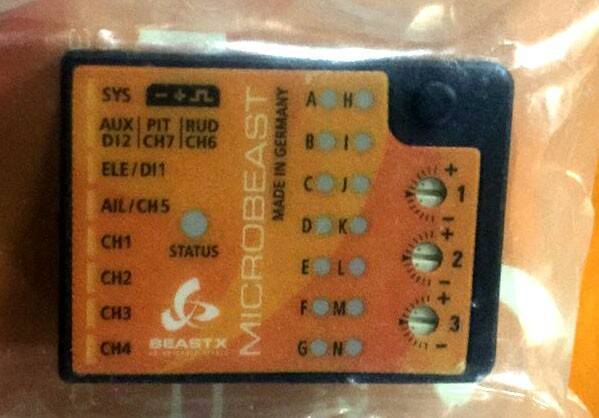 SYS - +
AUX PIT RUD
DI2 CH7 CH6
ELE/DI1
AIL/CH5
CH1
CH2
CH3
CH4
STATUS
BEASTX
MICROBEAST
MADE IN GERMANY
A H
B I
C J
D K
E L
F M
G N
+ 1 -
+ 2 -
+ 3 -